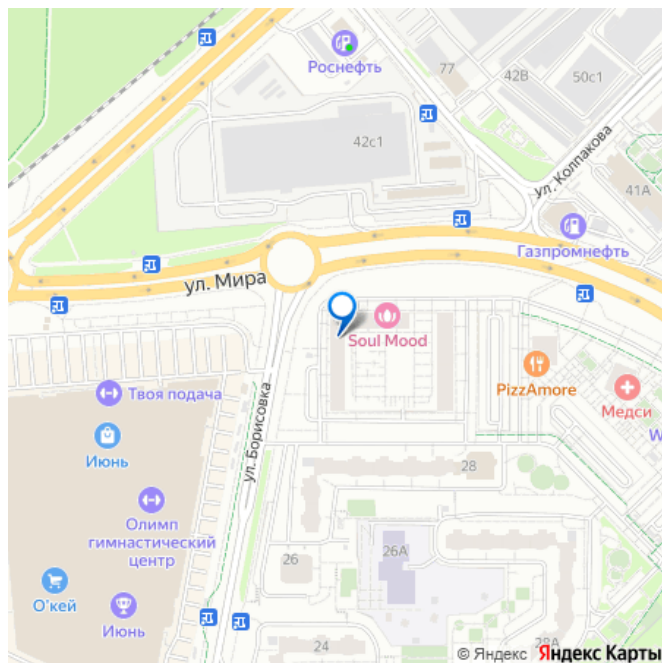 Роснефть
77
42В
50с1
42с1
ул. Колпакова
41А
Газпромнефть
ул. Мира
Soul Mood
PizzAmore
Медси
W
Твоя подача
ул. Борисовка
Июнь
28
Олимп
гимнастический
центр
26А
26
О'кей
Июнь
24
28А
© Яндекс Яндекс Карты